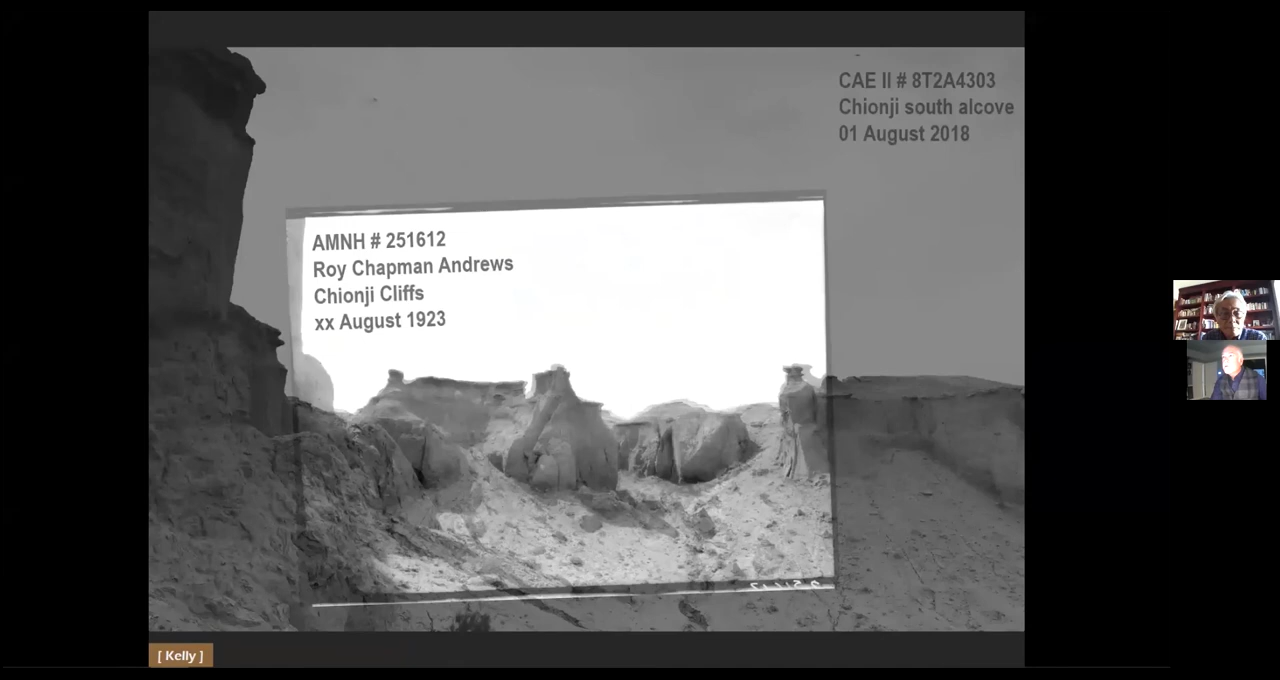 CAE II # 8T2A4303
Chionji south alcove
01 August 2018
AMNH # 251612
Roy Chapman Andrews
Chionji Cliffs
xx August 1923
[ Kelly ]